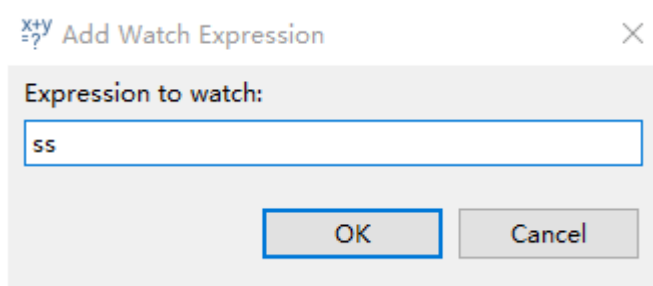 x+y
=?
Add Watch Expression
Expression to watch:
ss
OK
Cancel